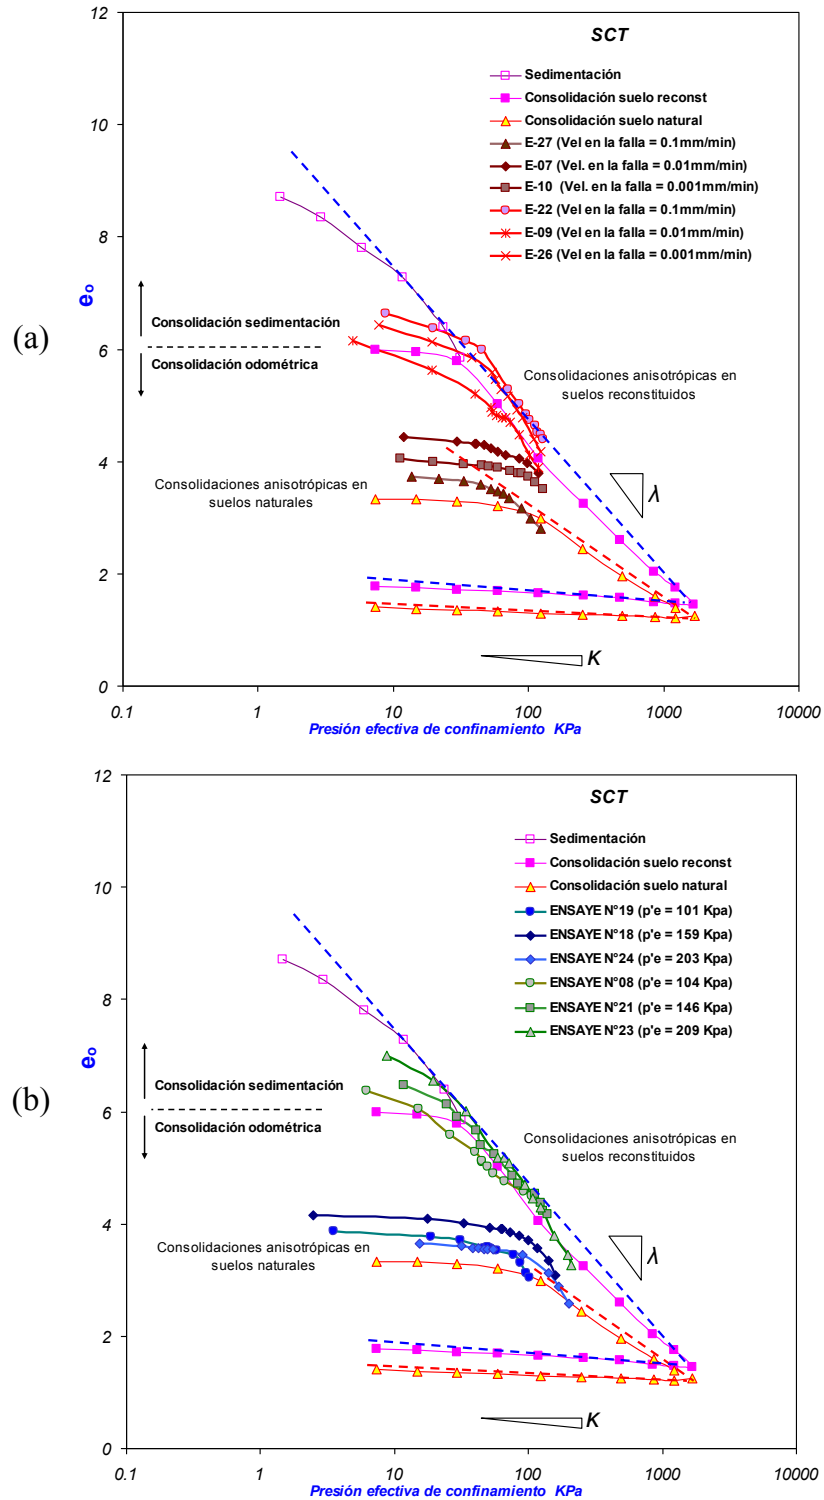 (a)
SCT
Sedimentación
Consolidación suelo reconst
Consolidación suelo natural
E-27 (Vel en la falla = 0.1mm/min)
E-07 (Vel. en la falla = 0.01mm/min)
E-10 (Vel. en la falla = 0.001mm/min)
E-22 (Vel en la falla = 0.1mm/min)
E-09 (Vel en la falla = 0.01mm/min)
E-26 (Vel en la falla = 0.001mm/min)
12
10
8
6
4
2
0
eo
Consolidación sedimentación
Consolidación odométrica
Consolidaciones anisotrópicas en
suelos reconstituidos
Consolidaciones anisotrópicas en
suelos naturales
λ
K
0.1
1
10
100
1000
10000
Presión efectiva de confinamiento KPa
(b)
SCT
Sedimentación
Consolidación suelo reconst
Consolidación suelo natural
ENSAYE N°19 (p'e = 101 Kpa)
ENSAYE N°18 (p'e = 159 Kpa)
ENSAYE N°24 (p'e = 203 Kpa)
ENSAYE N°08 (p'e = 104 Kpa)
ENSAYE N°21 (p'e = 146 Kpa)
ENSAYE N°23 (p'e = 209 Kpa)
12
10
8
6
4
2
0
eo
Consolidación sedimentación
Consolidación odométrica
Consolidaciones anisotrópicas en
suelos reconstituidos
Consolidaciones anisotrópicas en
suelos naturales
λ
K
0.1
1
10
100
1000
10000
Presión efectiva de confinamiento KPa